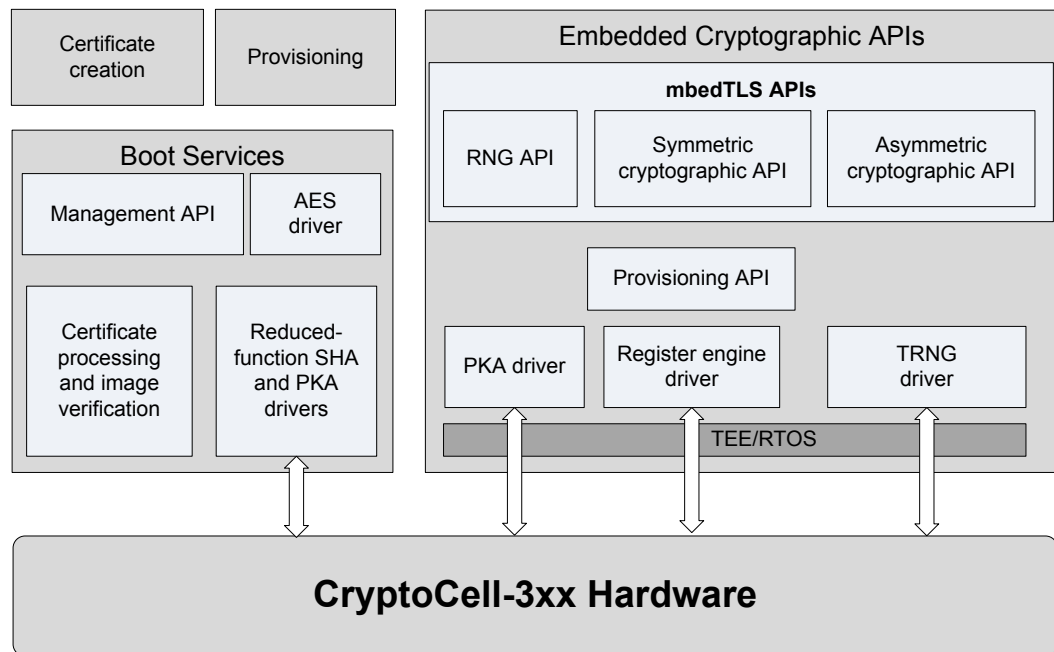 Certificate
creation
Provisioning
Embedded Cryptographic APIs
mbedTLS APIs
RNG API
Symmetric
cryptographic API
Asymmetric
cryptographic API
Boot Services
Management API
AES
driver
Provisioning API
Certificate
processing
and image
verification
Reduced-
function SHA
and PKA
drivers
PKA driver
Register engine
driver
TRNG
driver
TEE/RTOS
CryptoCell-3xx Hardware